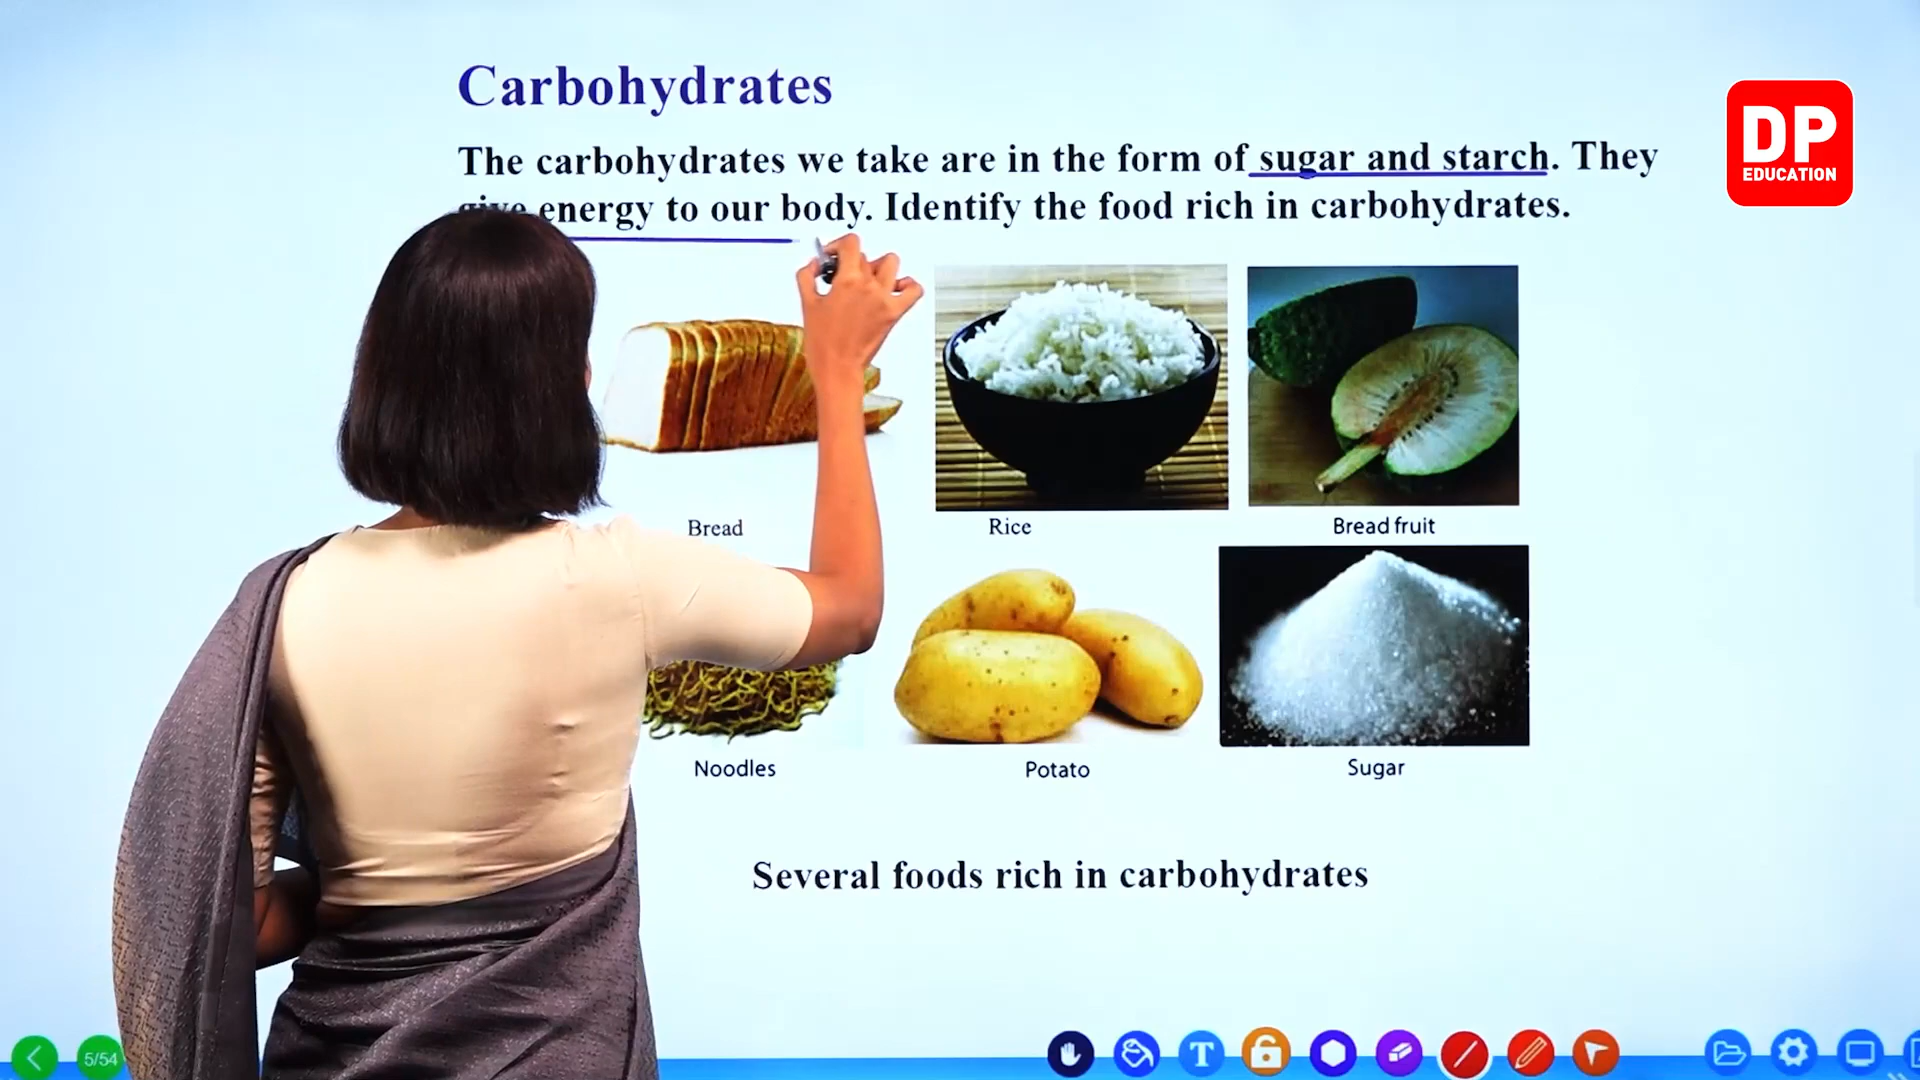 Carbohydrates
The carbohydrates we take are in the form of sugar and starch. They
give energy to our body. Identify the food rich in carbohydrates.
DP
EDUCATION
Bread
Rice
Bread fruit
Noodles
Potato
Sugar
Several foods rich in carbohydrates
5/54
T